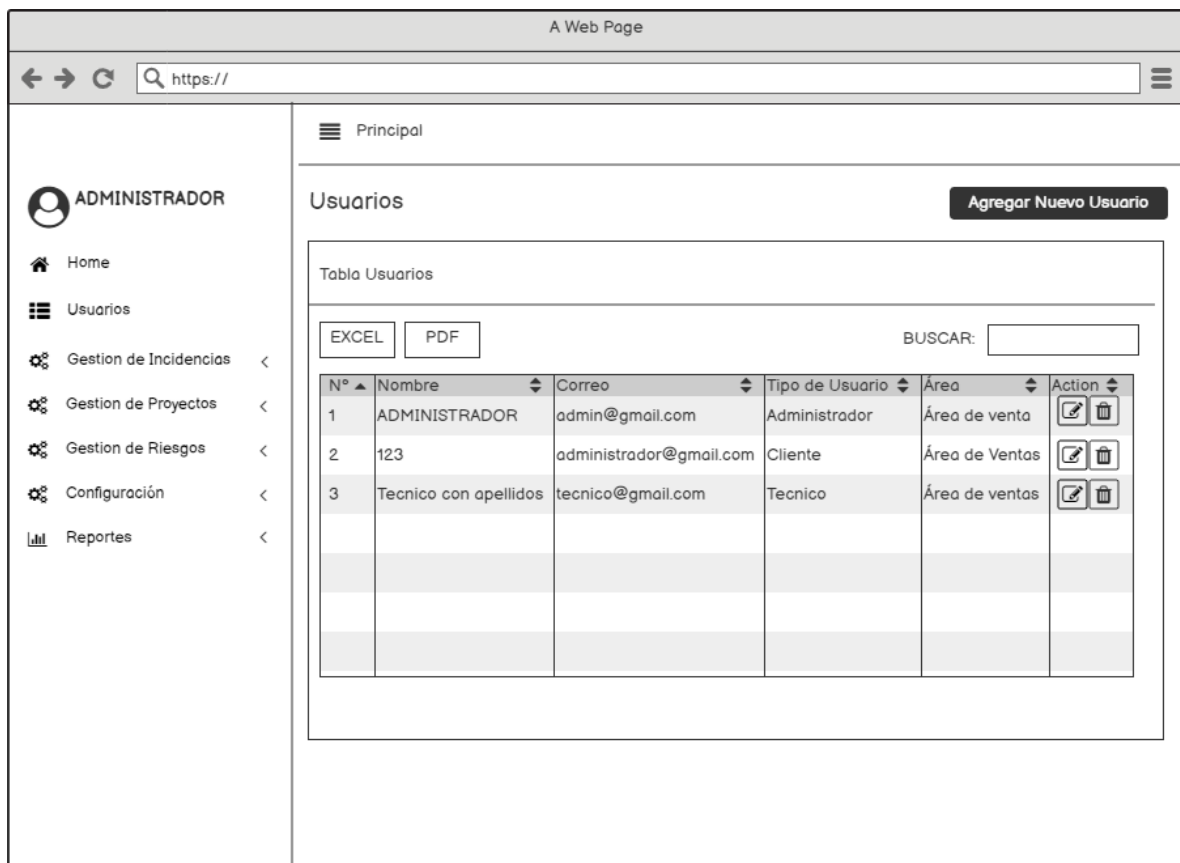 A Web Page
https://
Principal
ADMINISTRADOR
Home
Usuarios
Gestion de Incidencias
Gestion de Proyectos
Gestion de Riesgos
Configuración
Reportes
Usuarios
Agregar Nuevo Usuario
Tabla Usuarios
EXCEL PDF BUSCAR:
N° Nombre Correo Tipo de Usuario Área Action
1 ADMINISTRADOR admin@gmail.com Administrador Área de venta
2 123 administrador@gmail.com Cliente Área de Ventas
3 Tecnico con apellidos tecnico@gmail.com Tecnico Área de ventas